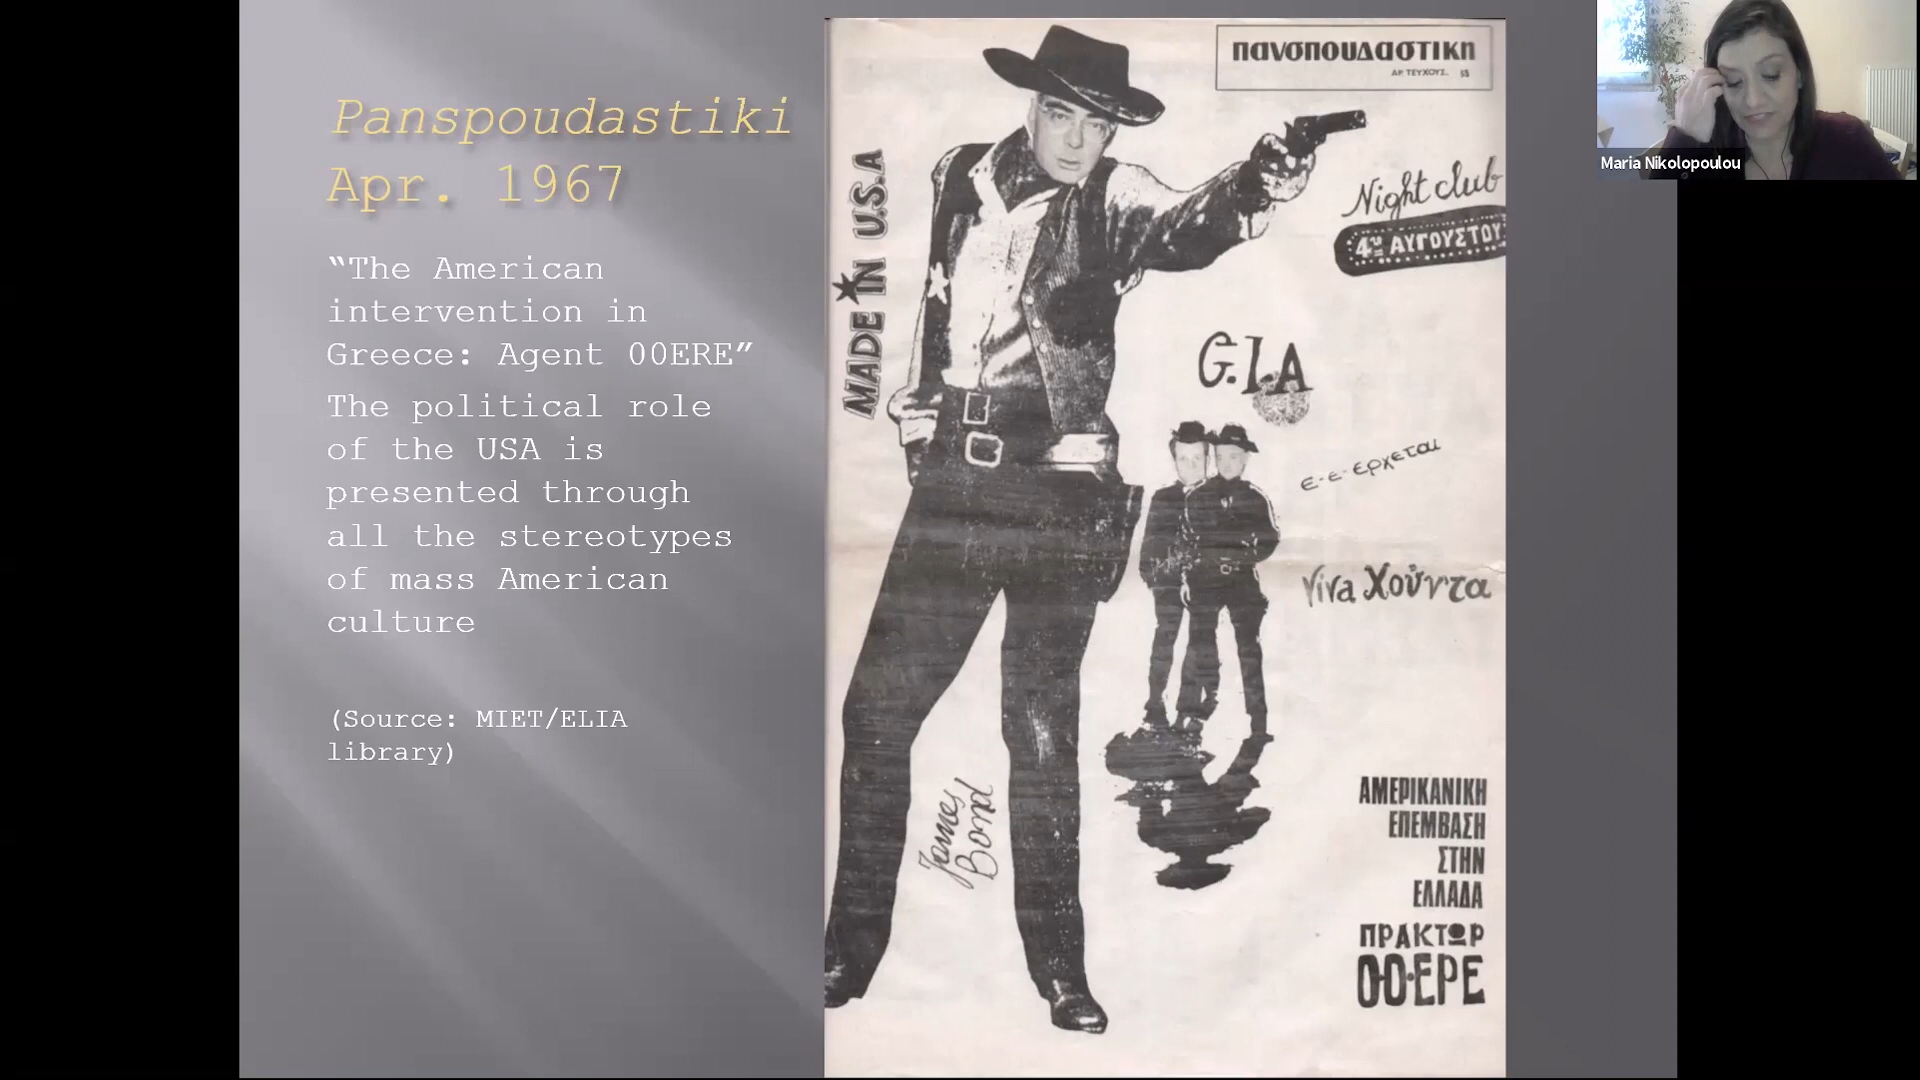 Panspoudastiki
Apr. 1967
“The American
intervention in
Greece: Agent 00ERE”
The political role
of the USA is
presented through
all the stereotypes
of mass American
culture
(Source: MIET/ELIA
library)
πανσπουδαστικη
ΑΡ. ΤΕΥΧΟΥΣ. 55
MADE IN U.S.A
Night club
4ης ΑΥΓΟΥΣΤΟΥ
G.I.A
ε-ε-ερχεται
Viva Χούντα
James
Bond
ΑΜΕΡΙΚΑΝΙΚΗ
ΕΠΕΜΒΑΣΗ
ΣΤΗΝ
ΕΛΛΑΔΑ
ΠΡΑΚΤΩΡ
00·ΕΡΕ
Maria Nikolopoulou